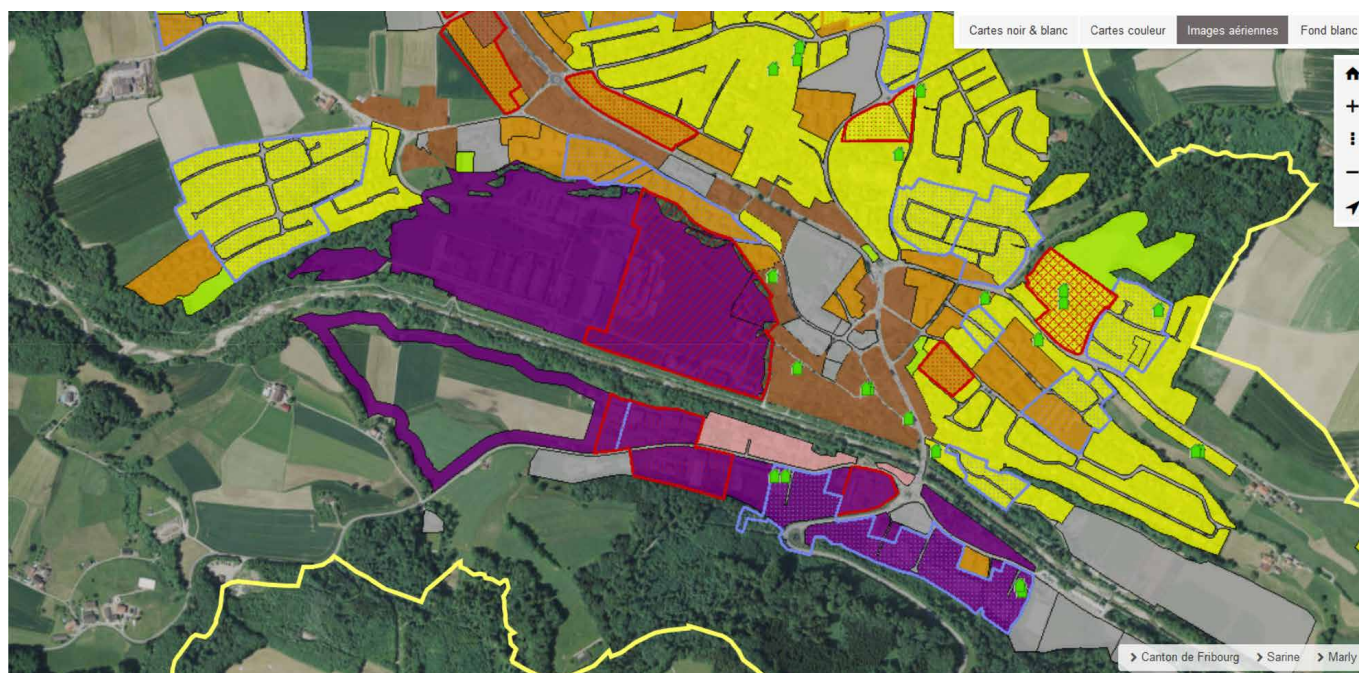 Cartes noir & blanc Cartes couleur Images aériennes Fond blanc
> Canton de Fribourg > Sarine > Marly